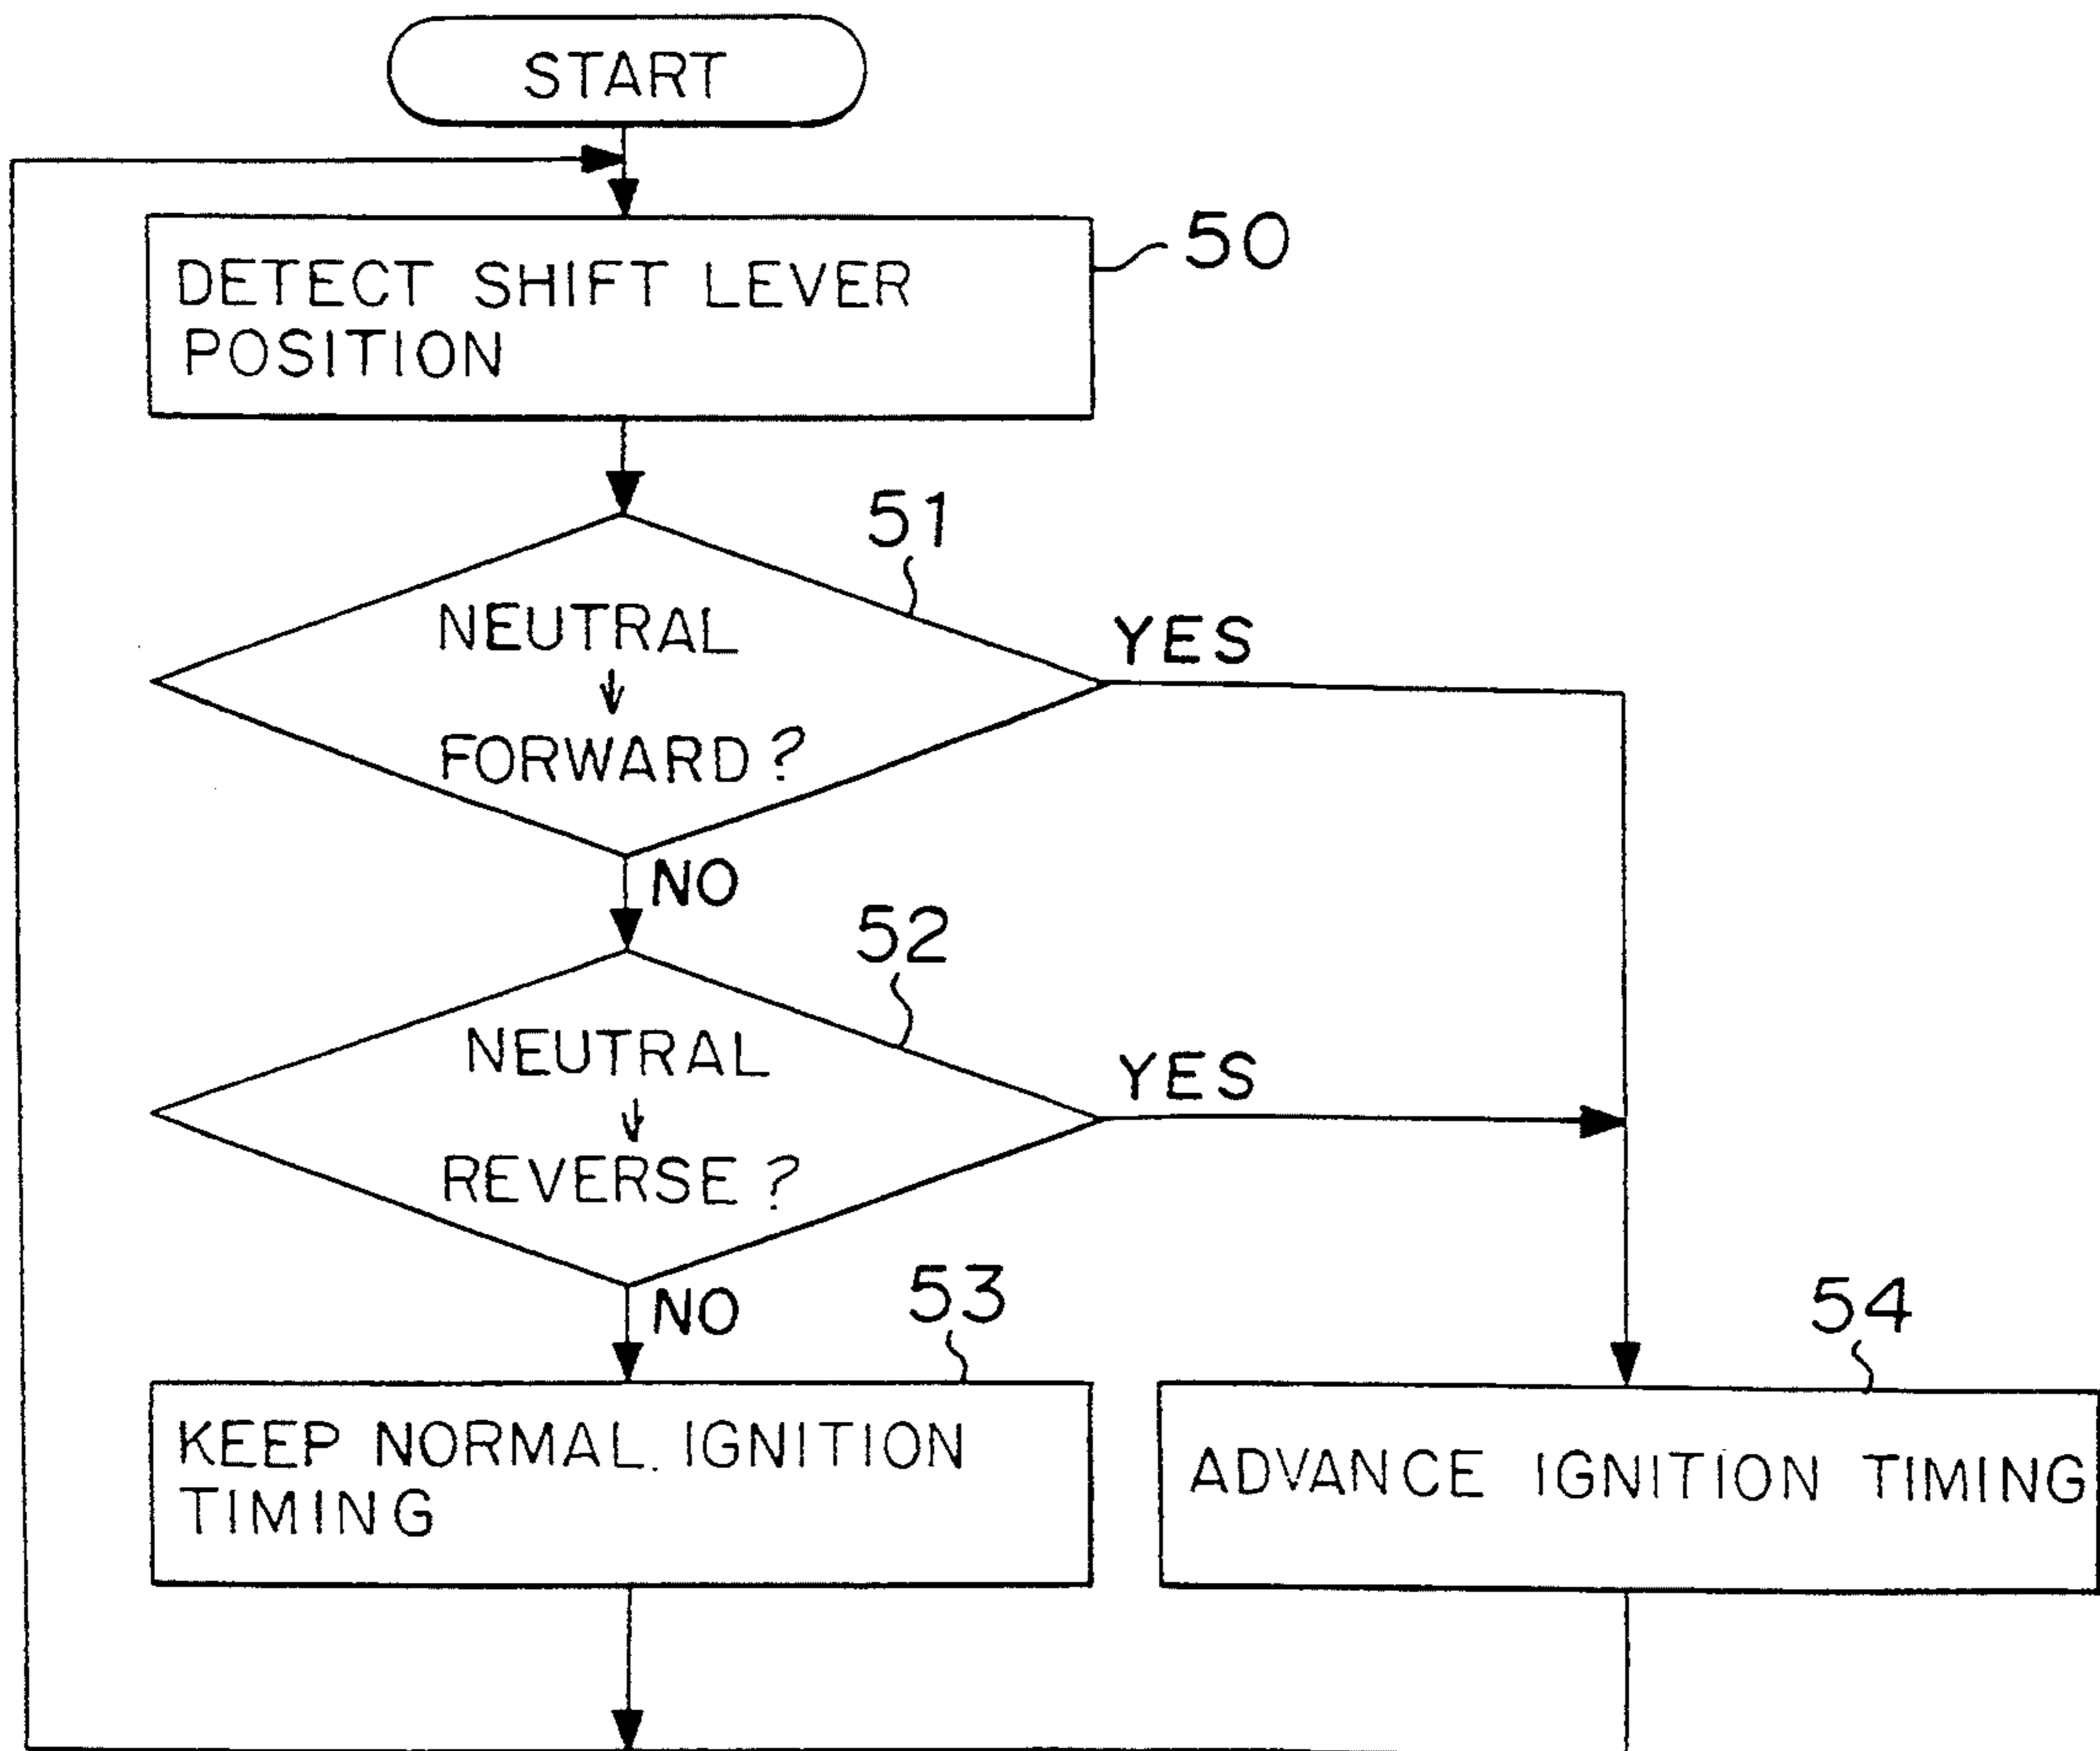 START
DETECT SHIFT LEVER
POSITION
50
51
NEUTRAL
↓
FORWARD?
YES
NO
52
NEUTRAL
↓
REVERSE?
YES
NO
53
KEEP NORMAL IGNITION
TIMING
54
ADVANCE IGNITION TIMING